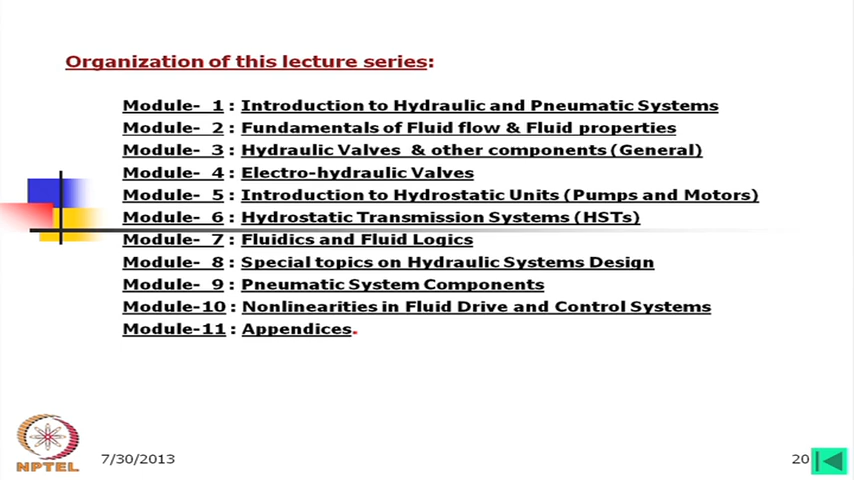 Organization of this lecture series:
Module- 1 : Introduction to Hydraulic and Pneumatic Systems
Module- 2 : Fundamentals of Fluid flow & Fluid properties
Module- 3 : Hydraulic Valves & other components (General)
Module- 4 : Electro-hydraulic Valves
Module- 5 : Introduction to Hydrostatic Units (Pumps and Motors)
Module- 6 : Hydrostatic Transmission Systems (HSTs)
Module- 7 : Fluidics and Fluid Logics
Module- 8 : Special topics on Hydraulic Systems Design
Module- 9 : Pneumatic System Components
Module-10 : Nonlinearities in Fluid Drive and Control Systems
Module-11 : Appendices.
NPTEL
7/30/2013
20